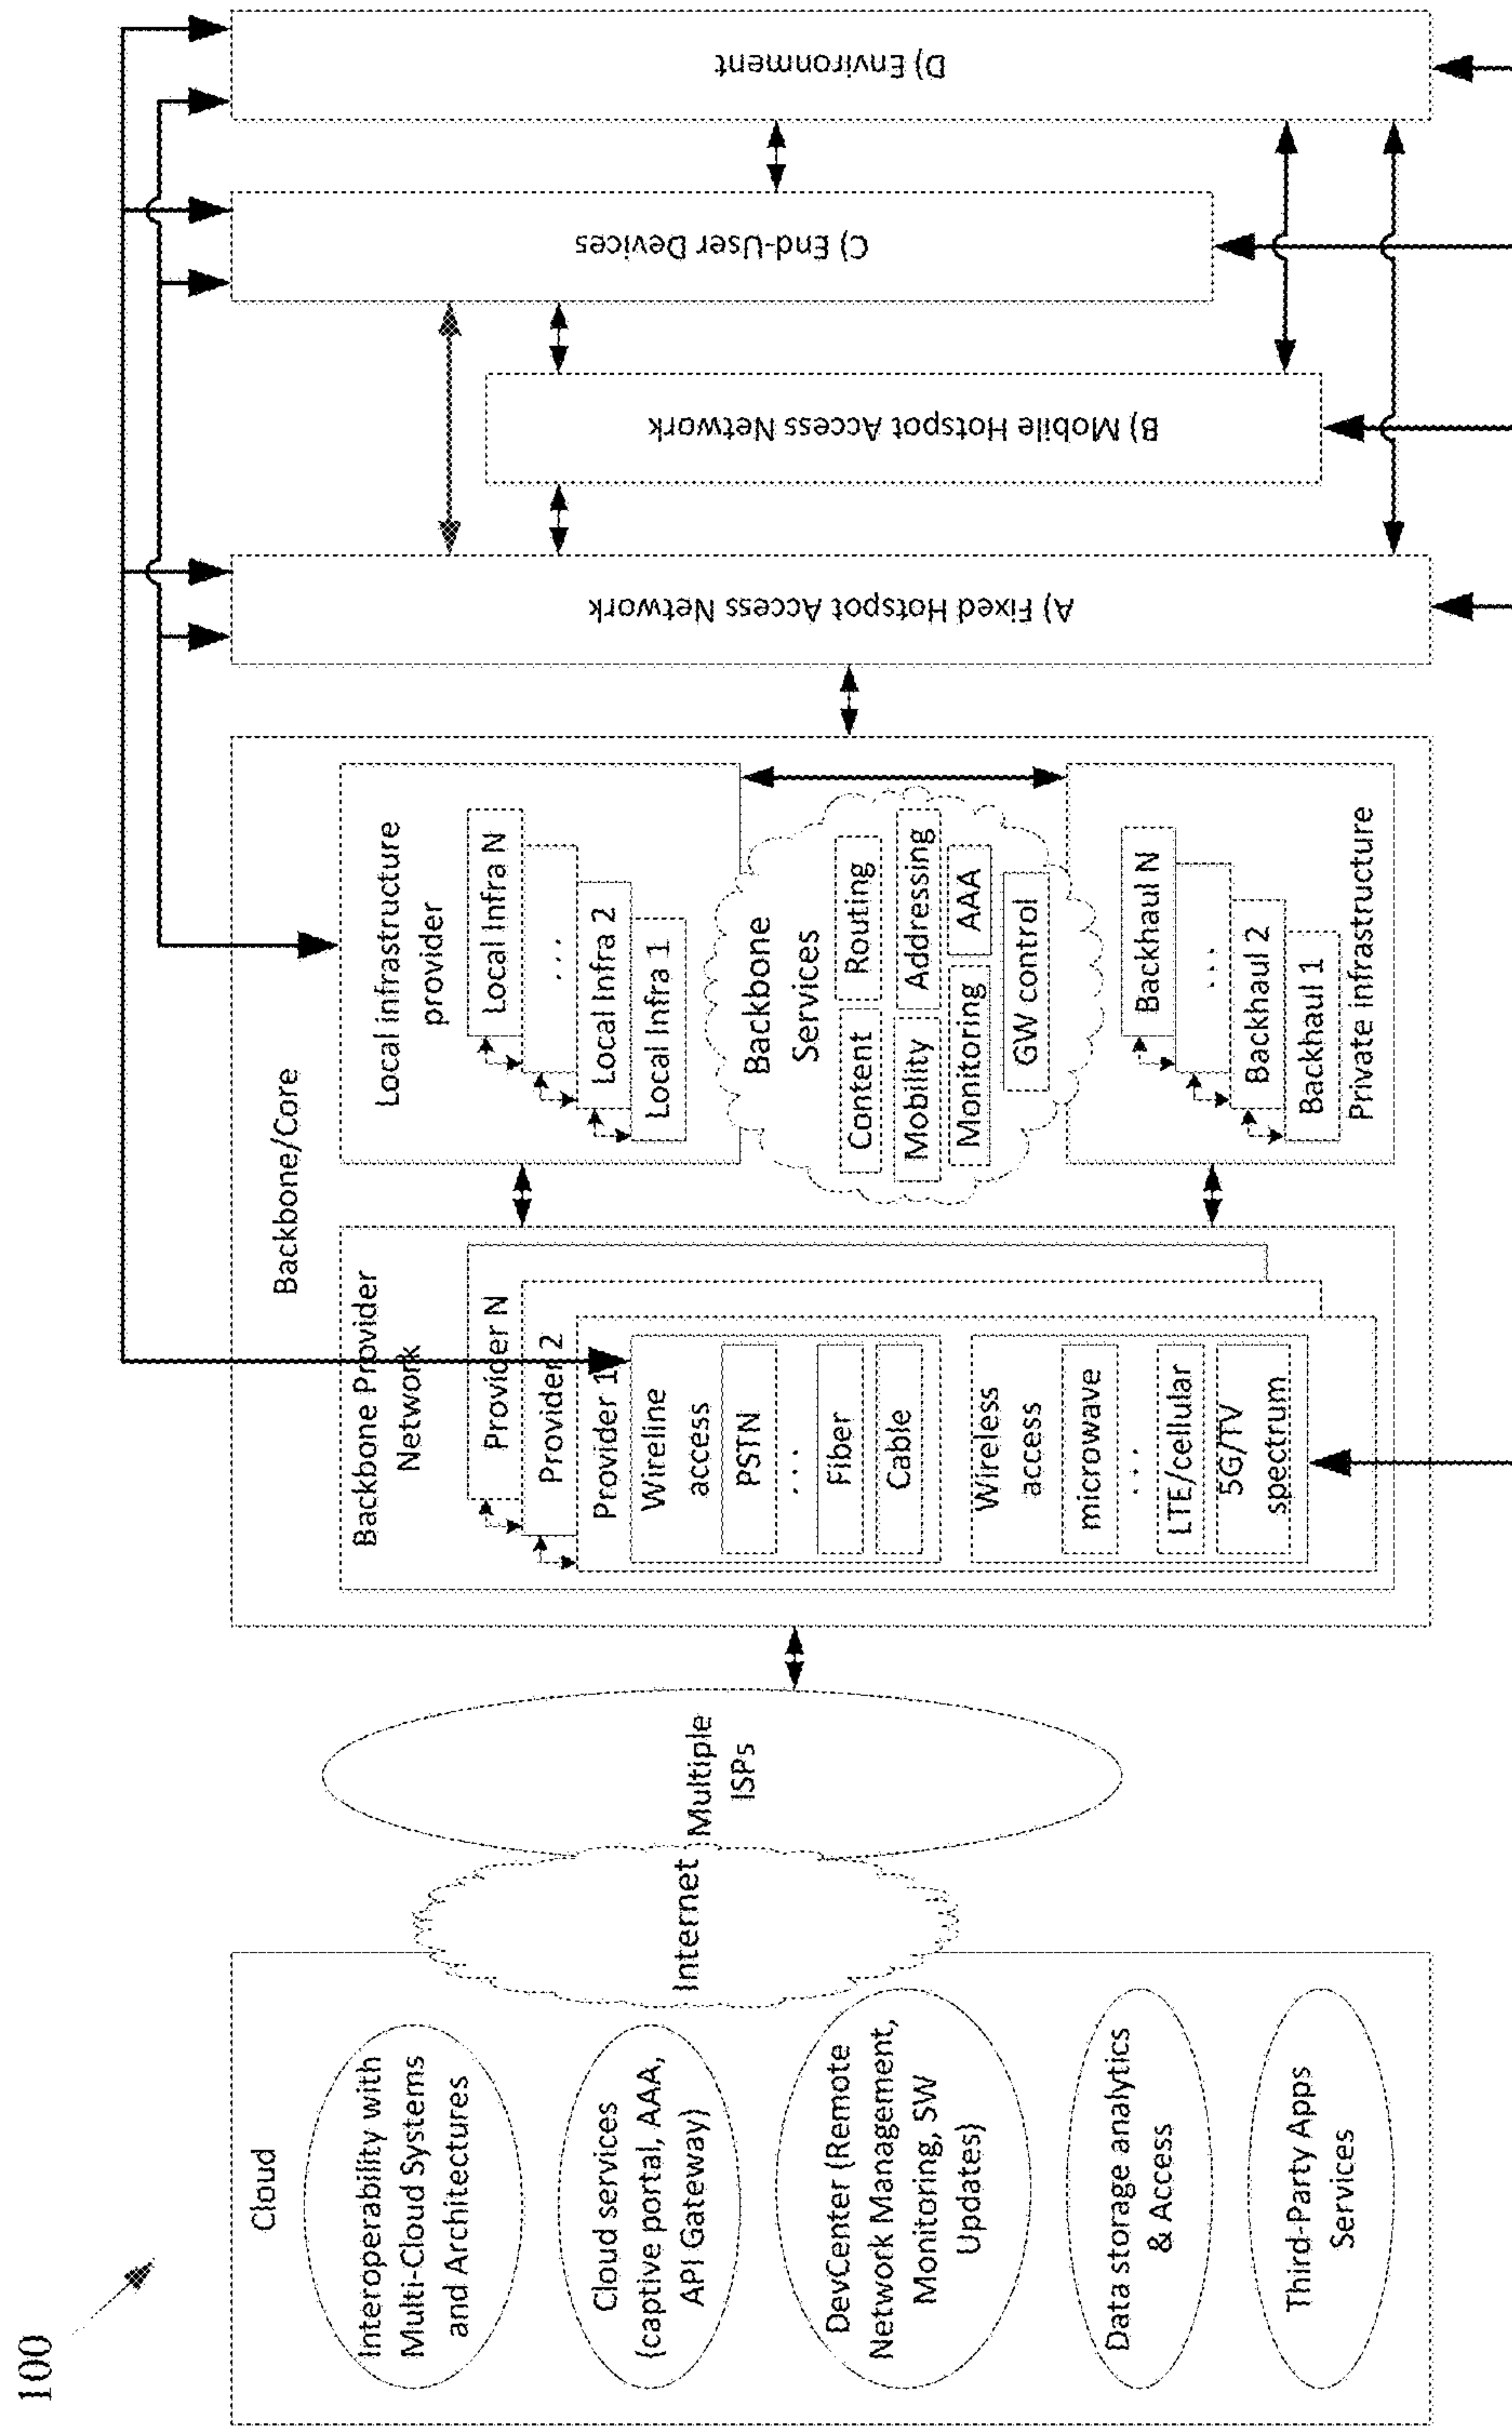 100
Cloud
Interoperability with
Multi-Cloud Systems
and Architectures
Cloud services
(captive portal, AAA,
API Gateway)
DevCenter (Remote
Network Management,
Monitoring, SW
Updates)
Data storage analytics
& Access
Third-Party Apps
Services
Internet
Multiple
ISPs
Backbone/Core
Backbone Provider
Network
Provider N
Provider 2
Provider 1
Wireline
access
PSTN
...
Fiber
Cable
Wireless
access
microwave
...
LTE/cellular
5G/TV
spectrum
Local infrastructure
provider
Local Infra N
...
Local Infra 2
Local Infra 1
Backbone
Services
Content
Routing
Mobility
Addressing
Monitoring
AAA
GW control
Backhaul N
...
Backhaul 2
Backhaul 1
Private infrastructure
A) Fixed Hotspot Access Network
B) Mobile Hotspot Access Network
C) End-User Devices
D) Environment